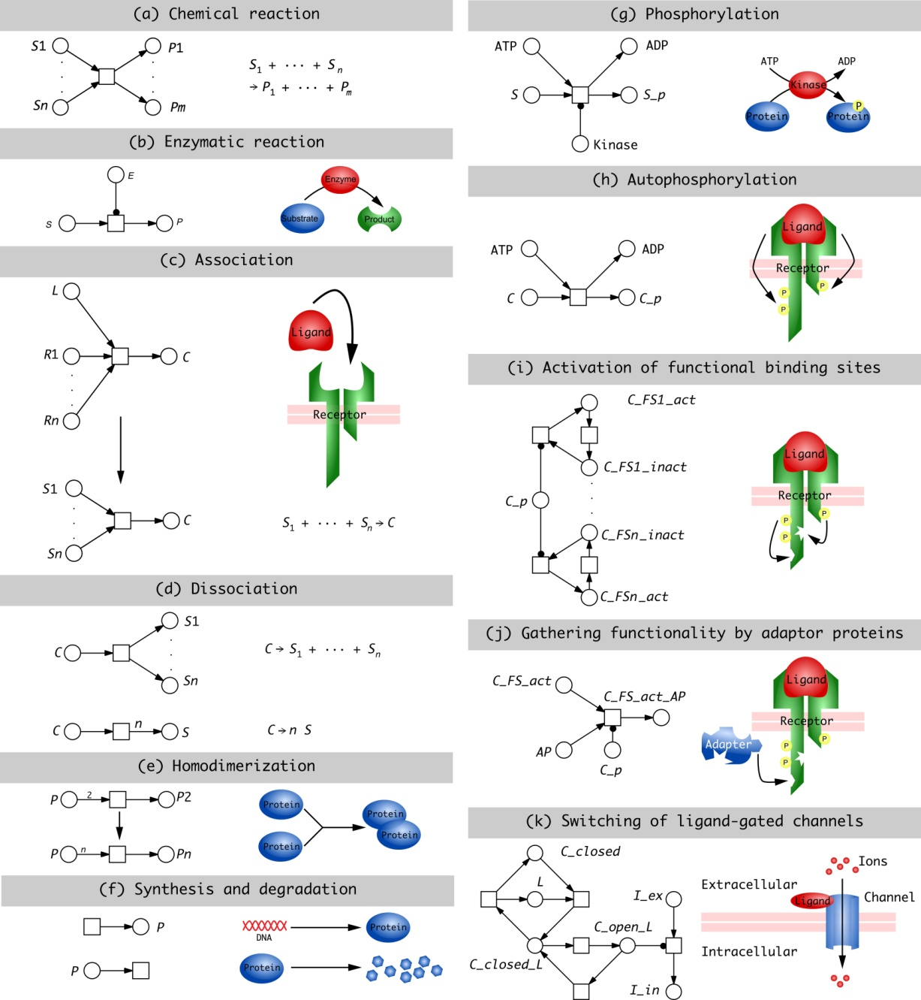 (a) Chemical reaction
S1
P1
Sn
Pm
S1 + ··· + Sn
→ P1 + ··· + Pm
(b) Enzymatic reaction
E
S
P
Enzyme
Substrate
Product
(c) Association
L
R1
C
Rn
Ligand
Receptor
S1
C
Sn
S1 + ··· + Sn → C
(d) Dissociation
S1
C
Sn
C → S1 + ··· + Sn
C
n
S
C → n S
(e) Homodimerization
P
2
P2
P
n
Pn
Protein
Protein
Protein
Protein
(f) Synthesis and degradation
P
DNA
Protein
P
Protein
(g) Phosphorylation
ATP
ADP
S
S_p
Kinase
ATP
ADP
Kinase
Protein
P
Protein
(h) Autophosphorylation
ATP
ADP
C
C_p
Ligand
Receptor
P
P
P
(i) Activation of functional binding sites
C_FS1_act
C_FS1_inact
C_p
C_FSn_inact
C_FSn_act
Ligand
Receptor
P
P
P
(j) Gathering functionality by adaptor proteins
C_FS_act
C_FS_act_AP
AP
C_p
Ligand
Receptor
Adapter
P
P
P
(k) Switching of ligand-gated channels
C_closed
L
I_ex
C_open_L
C_closed_L
I_in
Ions
Extracellular
Ligand
Channel
Intracellular